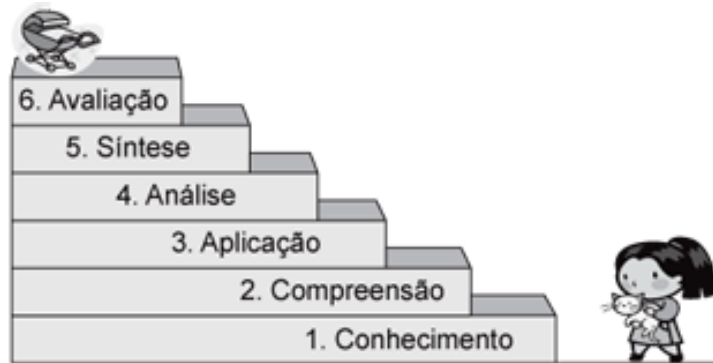 6. Avaliação
5. Síntese
4. Análise
3. Aplicação
2. Compreensão
1. Conhecimento